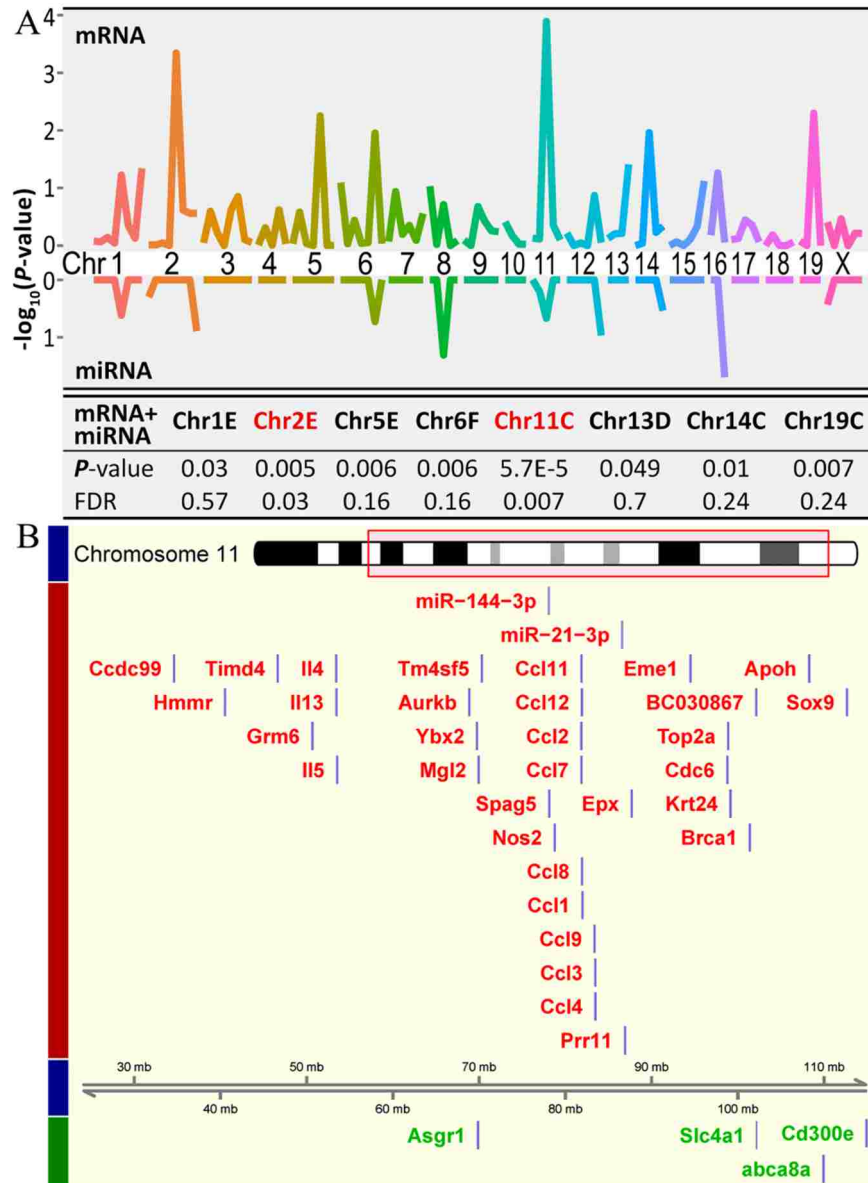 A
mRNA
4
3
2
1
0
-log10(P-value)
Chr 1 2 3 4 5 6 7 8 9 10 11 12 13 14 15 16 17 18 19 X
0
1
miRNA
mRNA+ miRNA Chr1E Chr2E Chr5E Chr6F Chr11C Chr13D Chr14C Chr19C
P-value 0.03 0.005 0.006 0.006 5.7E-5 0.049 0.01 0.007
FDR 0.57 0.03 0.16 0.16 0.007 0.7 0.24 0.24
B
Chromosome 11
miR-144-3p
miR-21-3p
Ccdc99 Timd4 Il4 Tm4sf5 Ccl11 Eme1 Apoh
Hmmr Il13 Aurkb Ccl12 BC030867 Sox9
Grm6 Ybx2 Ccl2 Top2a
Il5 Mgl2 Ccl7 Cdc6
Spag5 Epx Krt24
Nos2 Brca1
Ccl8
Ccl1
Ccl9
Ccl3
Ccl4
Prr11
30 mb 50 mb 70 mb 90 mb 110 mb
40 mb 60 mb 80 mb 100 mb
Asgr1 Slc4a1 Cd300e
abca8a